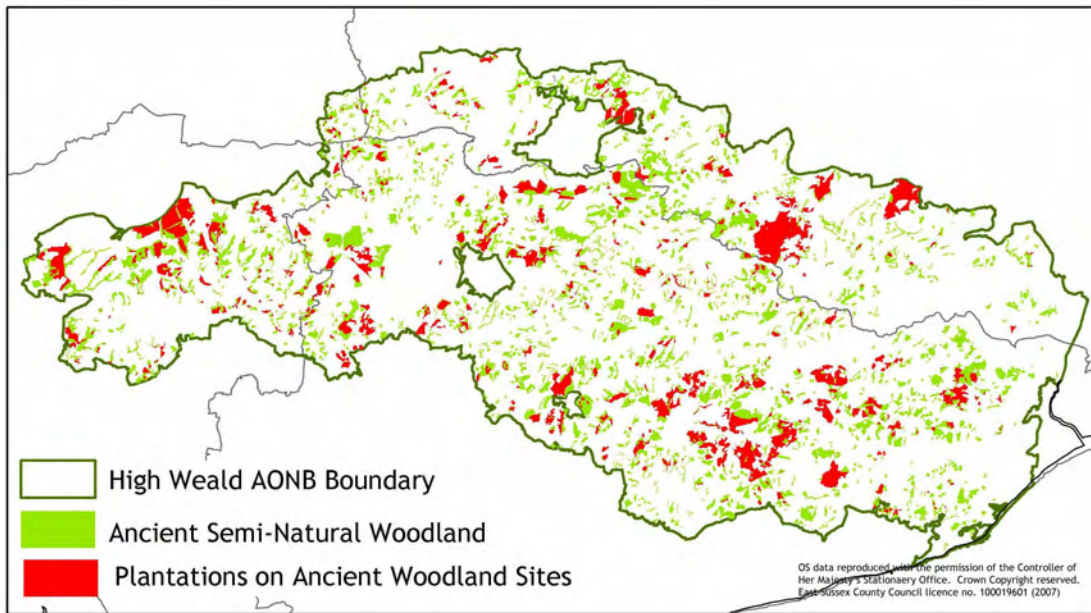 High Weald AONB Boundary
Ancient Semi-Natural Woodland
Plantations on Ancient Woodland Sites
OS data reproduced with the permission of the Controller of
Her Majesty's Stationaery Office. Crown Copyright reserved.
East Sussex County Council licence no. 100019601 (2007)